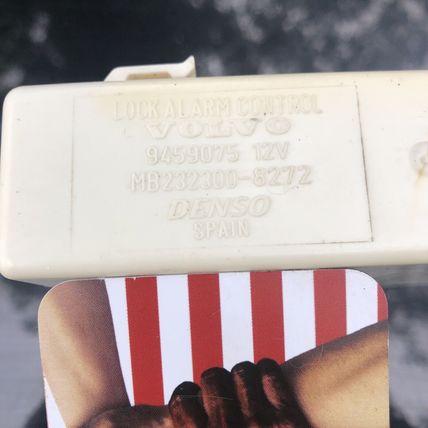 LOCK ALARM CONTROL
VOLVO
9459075 12V
MB232300-8272
DENSO
SPAIN